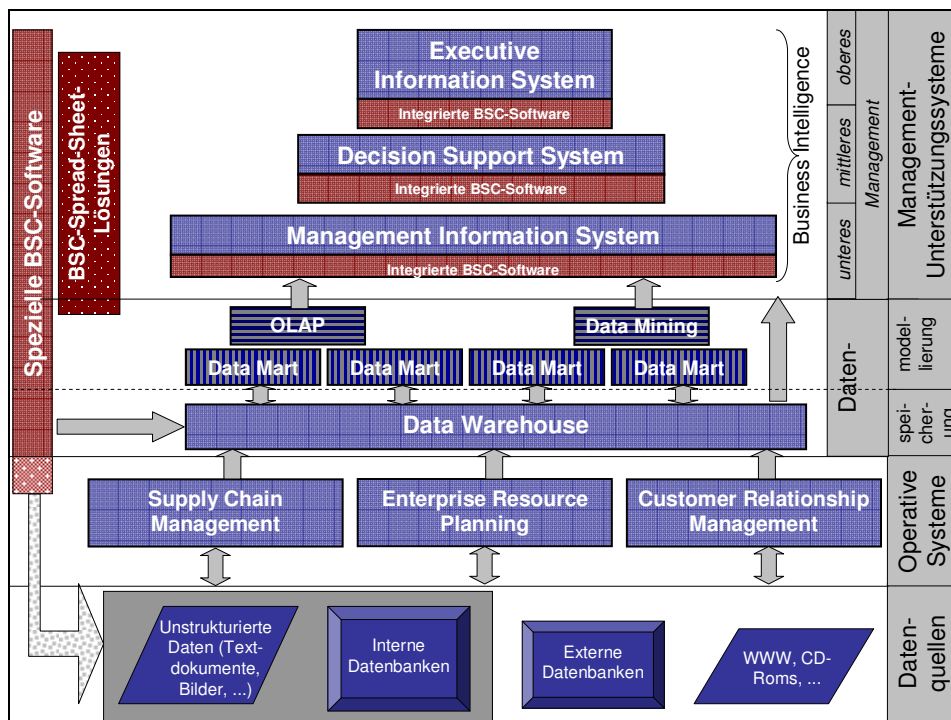 Spezielle BSC-Software
BSC-Spread-Sheet-
Lösungen
Executive
Information System
Integrierte BSC-Software
Decision Support System
Integrierte BSC-Software
Management Information System
Integrierte BSC-Software
Business Intelligence
oberes
mittleres
unteres
Management
Management-
Unterstützungssysteme
OLAP
Data Mining
Data Mart
Data Mart
Data Mart
Data Mart
Daten-
model-
lierung
Data Warehouse
spei-
cher-
ung
Supply Chain
Management
Enterprise Resource
Planning
Customer Relationship
Management
Operative
Systeme
Unstrukturierte
Daten (Text-
dokumente,
Bilder, ...)
Interne
Datenbanken
Externe
Datenbanken
WWW, CD-
Roms, ...
Daten-
quellen